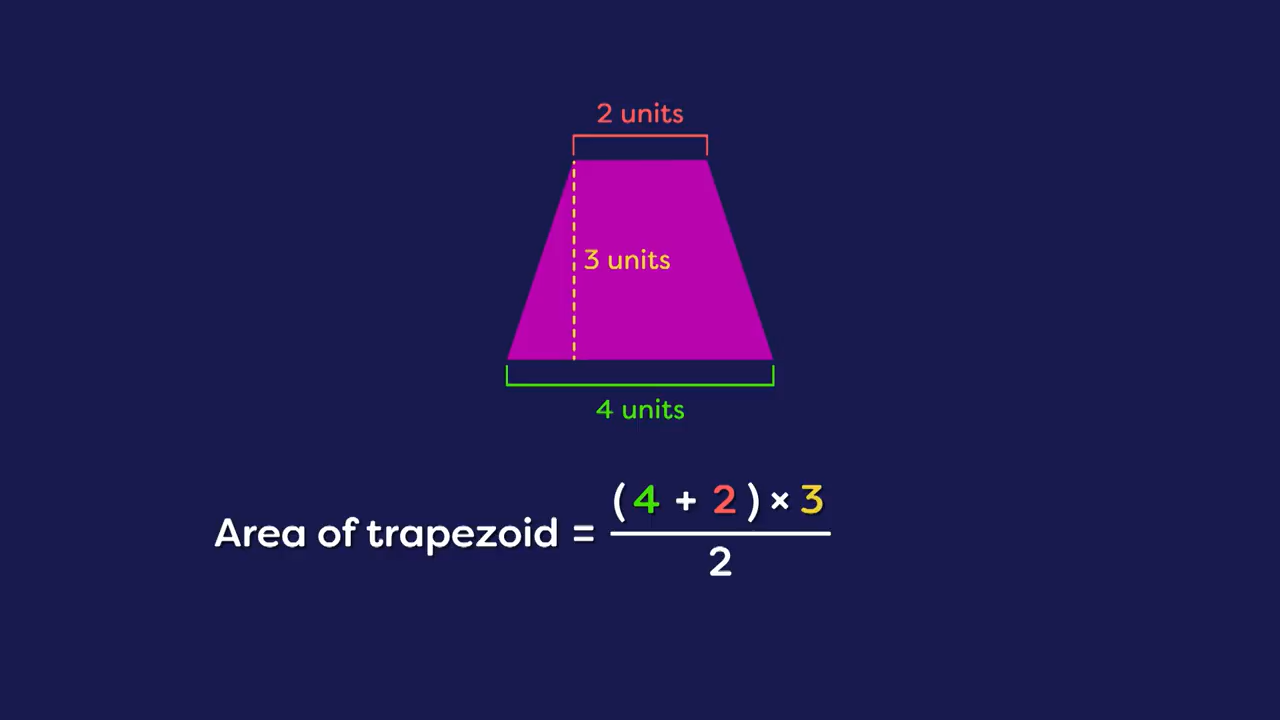 2 units
3 units
4 units
Area of trapezoid = (4 + 2) × 3
2